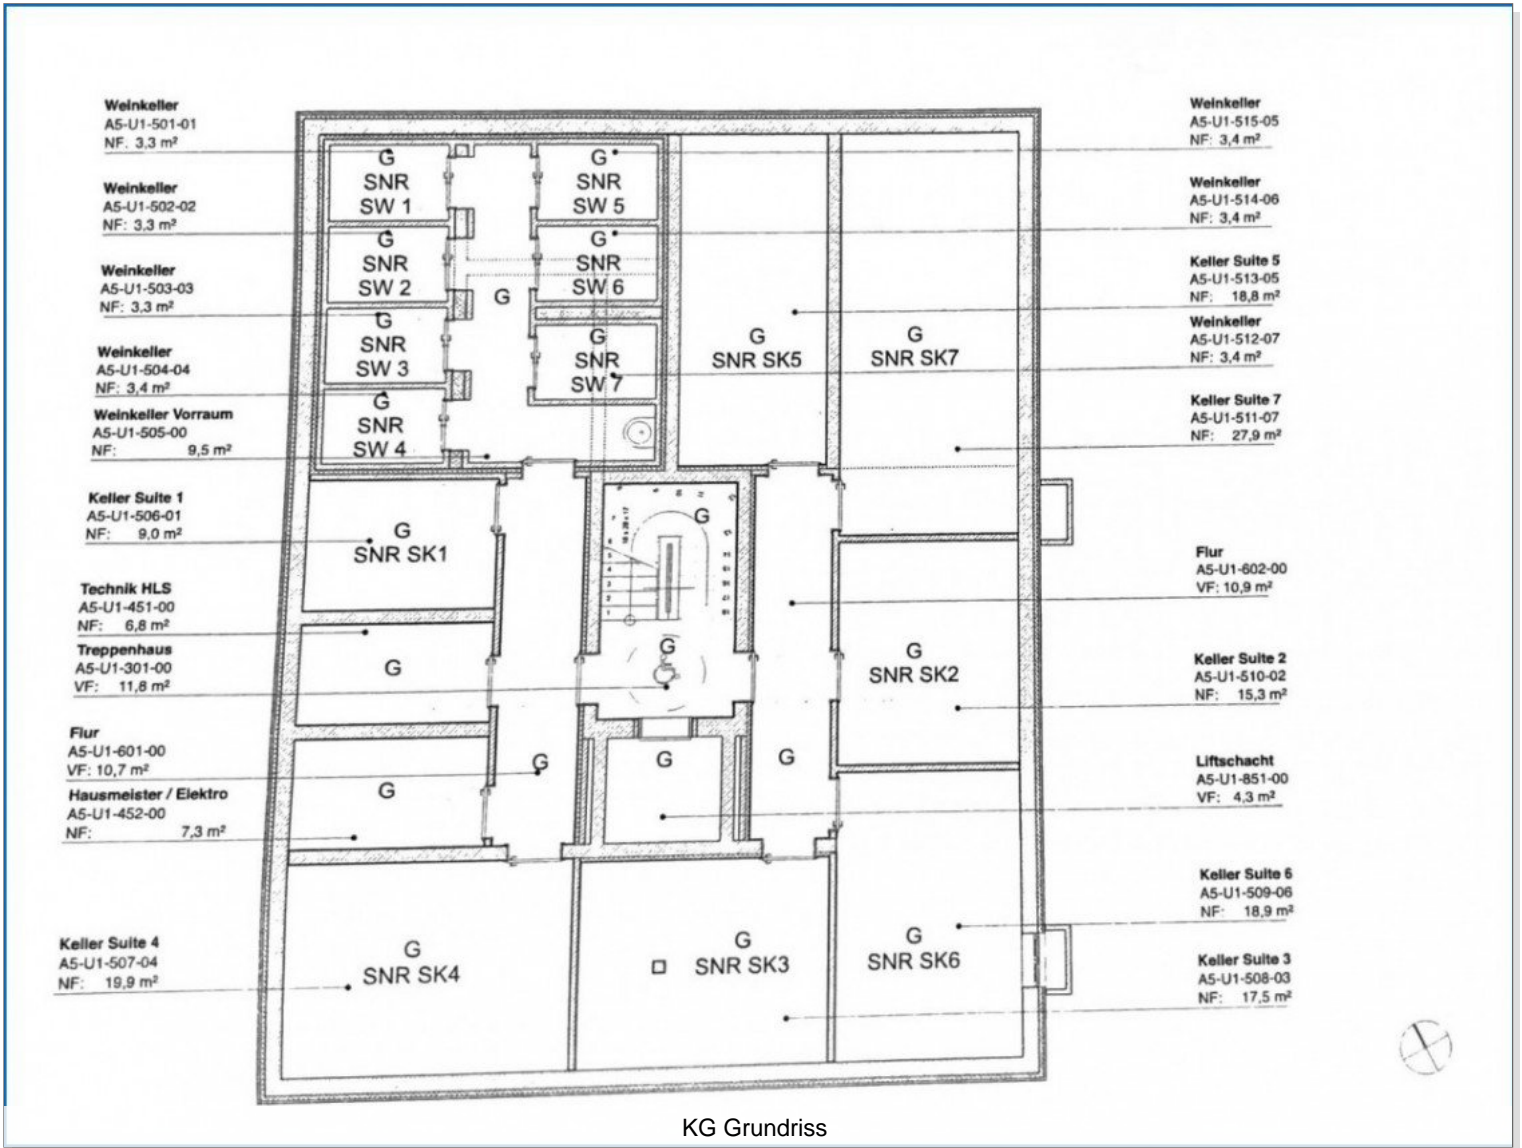 Weinkeller
A5-U1-501-01
NF. 3,3 m²
Weinkeller
A5-U1-502-02
NF: 3,3 m²
Weinkeller
A5-U1-503-03
NF: 3,3 m²
Weinkeller
A5-U1-504-04
NF: 3,4 m²
Weinkeller Vorraum
A5-U1-505-00
NF: 9,5 m²
Keller Suite 1
A5-U1-506-01
NF: 9,0 m²
Technik HLS
A5-U1-451-00
NF: 6,8 m²
Treppenhaus
A5-U1-301-00
VF: 11,8 m²
Flur
A5-U1-601-00
VF: 10,7 m²
Hausmeister / Elektro
A5-U1-452-00
NF: 7,3 m²
Keller Suite 4
A5-U1-507-04
NF: 19,9 m²
G
SNR
SW 1
G
SNR
SW 2
G
SNR
SW 3
G
SNR
SW 4
G
G
SNR
SW 5
G
SNR
SW 6
G
SNR
SW 7
G
SNR SK5
G
SNR SK7
G
SNR SK1
G
G
G
SNR SK2
G
G
G
G
G
G
SNR SK4
G
SNR SK3
G
SNR SK6
Weinkeller
A5-U1-515-05
NF: 3,4 m²
Weinkeller
A5-U1-514-06
NF: 3,4 m²
Keller Suite 5
A5-U1-513-05
NF: 18,8 m²
Weinkeller
A5-U1-512-07
NF: 3,4 m²
Keller Suite 7
A5-U1-511-07
NF: 27,9 m²
Flur
A5-U1-602-00
VF: 10,9 m²
Keller Suite 2
A5-U1-510-02
NF: 15,3 m²
Liftschacht
A5-U1-851-00
VF: 4,3 m²
Keller Suite 6
A5-U1-509-06
NF: 18,9 m²
Keller Suite 3
A5-U1-508-03
NF: 17,5 m²
KG Grundriss